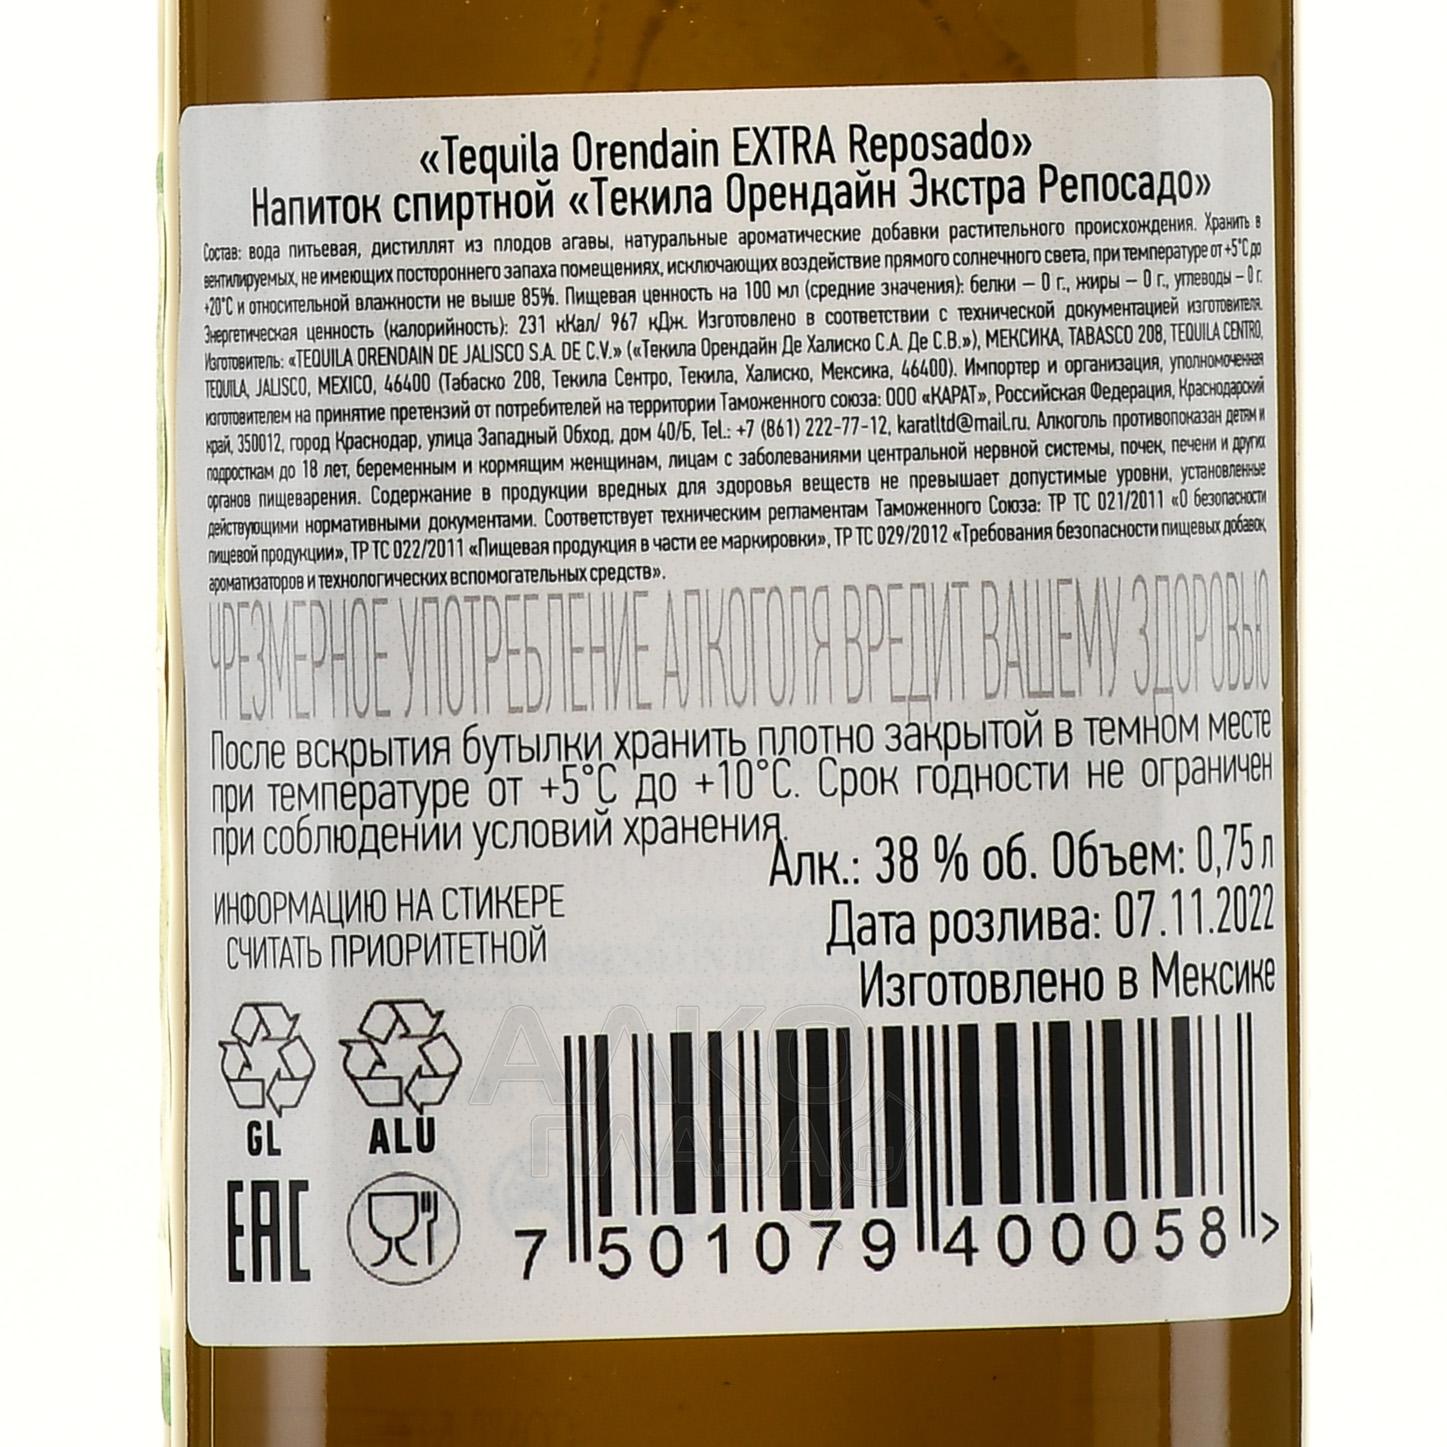 «Tequila Orendain EXTRA Reposado»
Напиток спиртной «Текила Орендайн Экстра Репосадо»
Состав: вода питьевая, дистиллят из плодов агавы, натуральные ароматические добавки растительного происхождения. Хранить в
вентилируемых, не имеющих постороннего запаха помещениях, исключающих воздействие прямого солнечного света, при температуре от +5°С до
+20°С и относительной влажности не выше 85%. Пищевая ценность на 100 мл (средние значения): белки – 0 г., жиры – 0 г., углеводы – 0 г.
Энергетическая ценность (калорийность): 231 кКал/ 967 кДж. Изготовлено в соответствии с технической документацией изготовителя.
Изготовитель: «TEQUILA ORENDAIN DE JALISCO S.A. DE C.V.» («Текила Орендайн Де Халиско С.А. Де С.В.»), МЕКСИКА, TABASCO 208, TEQUILA CENTRO,
TEQUILA, JALISCO, MEXICO, 46400 (Табаско 208, Текила Сентро, Текила, Халиско, Мексика, 46400). Импортер и организация, уполномоченная
изготовителем на принятие претензий от потребителей на территории Таможенного союза: ООО «КАРАТ», Российская Федерация, Краснодарский
край, 350012, город Краснодар, улица Западный Обход, дом 40/Б, Tel.: +7 (861) 222-77-12, karatltd@mail.ru. Алкоголь противопоказан детям и
подросткам до 18 лет, беременным и кормящим женщинам, лицам с заболеваниями центральной нервной системы, почек, печени и других
органов пищеварения. Содержание в продукции вредных для здоровья веществ не превышает допустимые уровни, установленные
действующими нормативными документами. Соответствует техническим регламентам Таможенного Союза: ТР ТС 021/2011 «О безопасности
пищевой продукции», ТР ТС 022/2011 «Пищевая продукция в части ее маркировки», ТР ТС 029/2012 «Требования безопасности пищевых добавок,
ароматизаторов и технологических вспомогательных средств».
ЧРЕЗМЕРНОЕ УПОТРЕБЛЕНИЕ АЛКОГОЛЯ ВРЕДИТ ВАШЕМУ ЗДОРОВЬЮ
После вскрытия бутылки хранить плотно закрытой в темном месте
при температуре от +5°С до +10°С. Срок годности не ограничен
при соблюдении условий хранения.
Алк.: 38 % об. Объем: 0,75 л
Дата розлива: 07.11.2022
Изготовлено в Мексике
ИНФОРМАЦИЮ НА СТИКЕРЕ
СЧИТАТЬ ПРИОРИТЕТНОЙ
GL ALU
EAC
АЛКО
ГЛАВА.ru
7 501079 400058 >